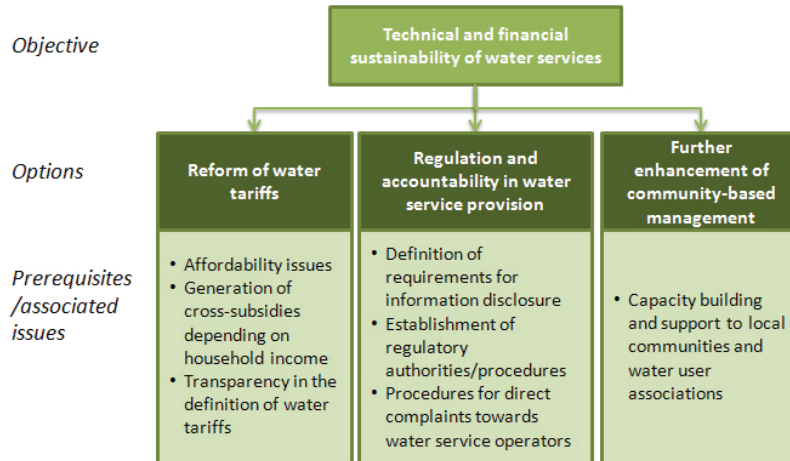 Objective
Technical and financial
sustainability of water services
Options
Reform of water
tariffs
Regulation and
accountability in water
service provision
Further
enhancement of
community-based
management
Prerequisites
/associated
issues
• Affordability issues
• Generation of
cross-subsidies
depending on
household income
• Transparency in the
definition of water
tariffs
• Definition of
requirements for
information disclosure
• Establishment of
regulatory
authorities/procedures
• Procedures for direct
complaints towards
water service operators
• Capacity building
and support to local
communities and
water user
associations